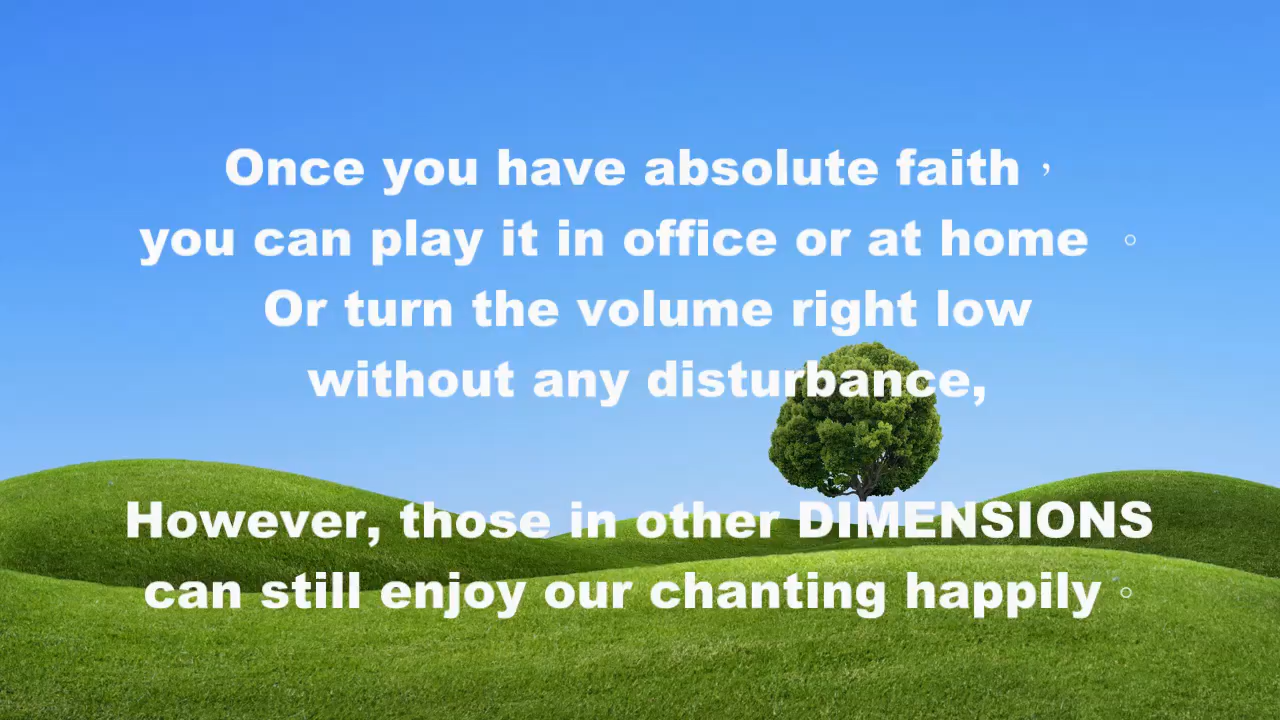 Once you have absolute faith，
you can play it in office or at home 。
Or turn the volume right low
without any disturbance,
However, those in other DIMENSIONS
can still enjoy our chanting happily。